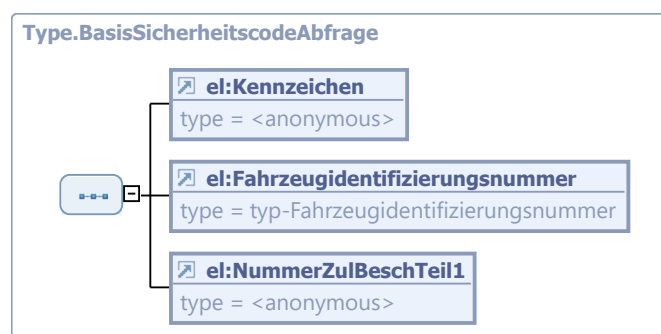 Type.BasisSicherheitscodeAbfrage
el:Kennzeichen
type = <anonymous>
el:Fahrzeugidentifizierungsnummer
type = typ-Fahrzeugidentifizierungsnummer
el:NummerZulBeschTeil1
type = <anonymous>